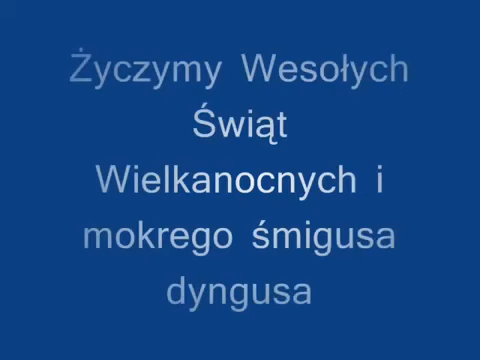 Życzymy Wesołych
Świąt
Wielkanocnych i
mokrego śmigusa
dyngusa